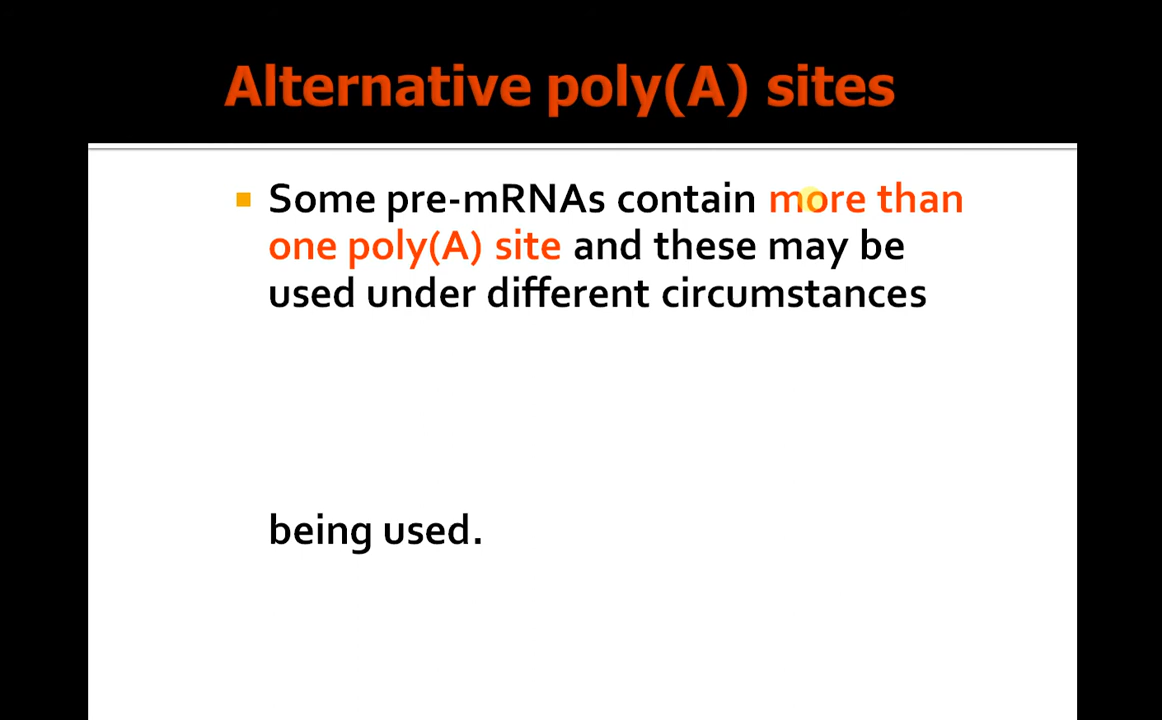 Alternative poly(A) sites
Some pre-mRNAs contain more than
one poly(A) site and these may be
used under different circumstances
being used.